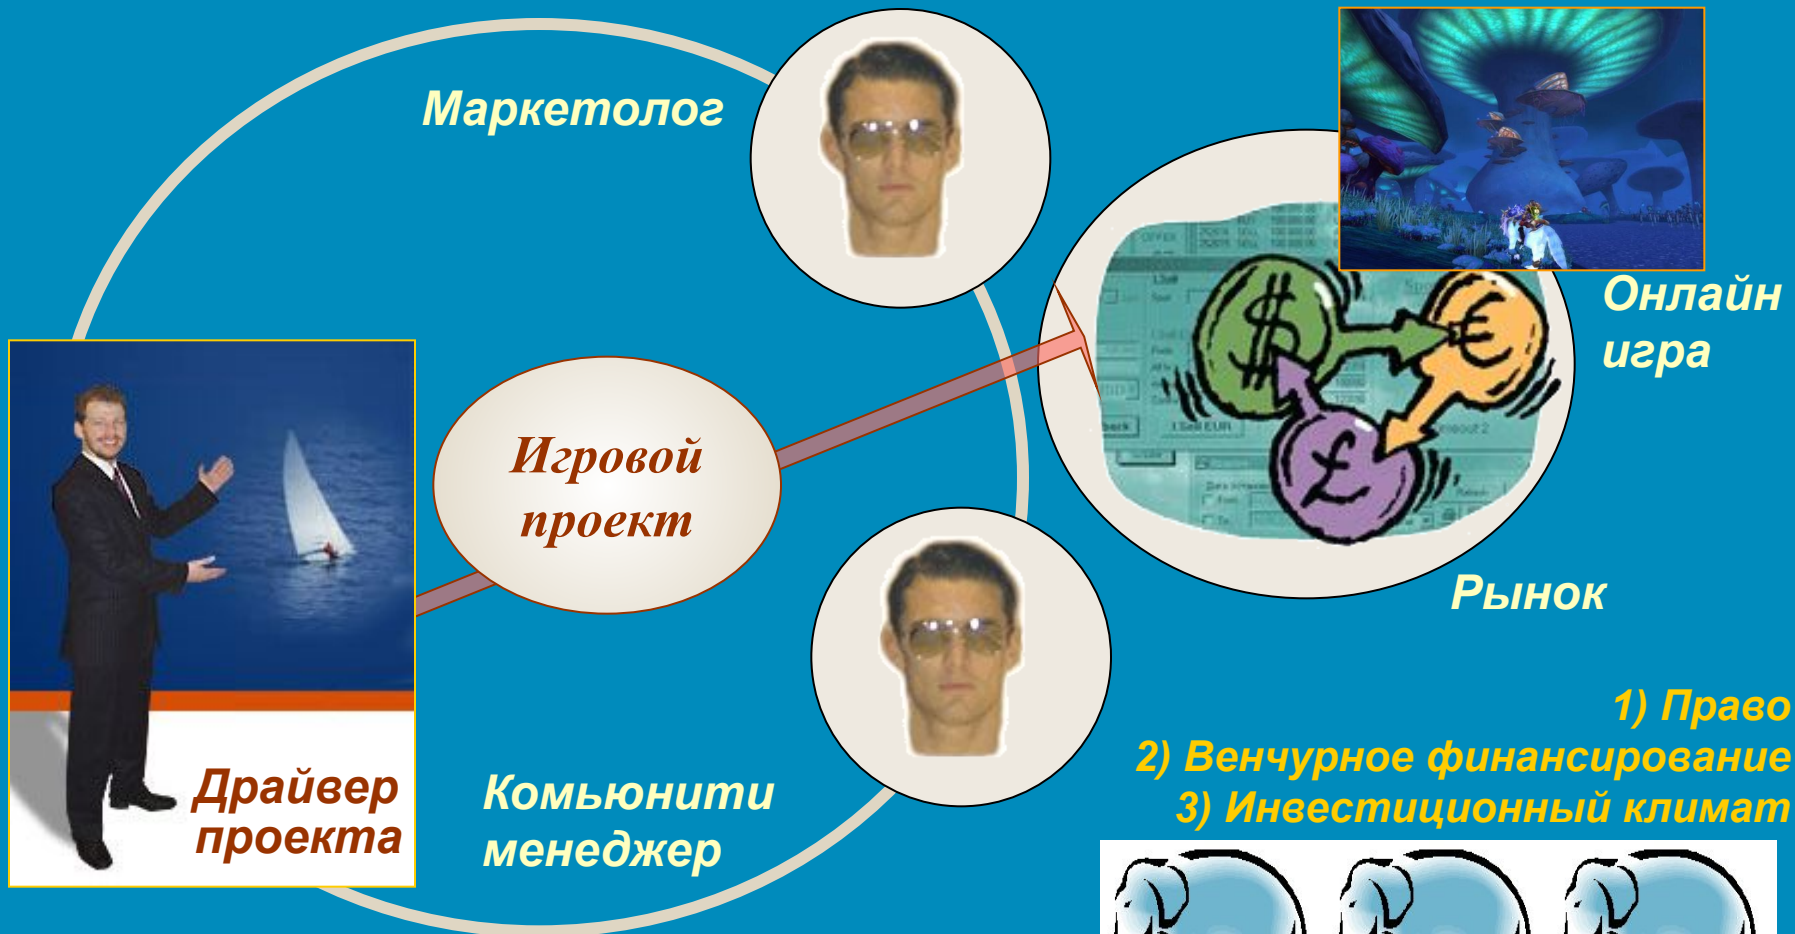 Маркетолог
Онлайн
игра
Игровой
проект
Рынок
1) Право
2) Венчурное финансирование
3) Инвестиционный климат
Драйвер
проекта
Комьюнити
менеджер